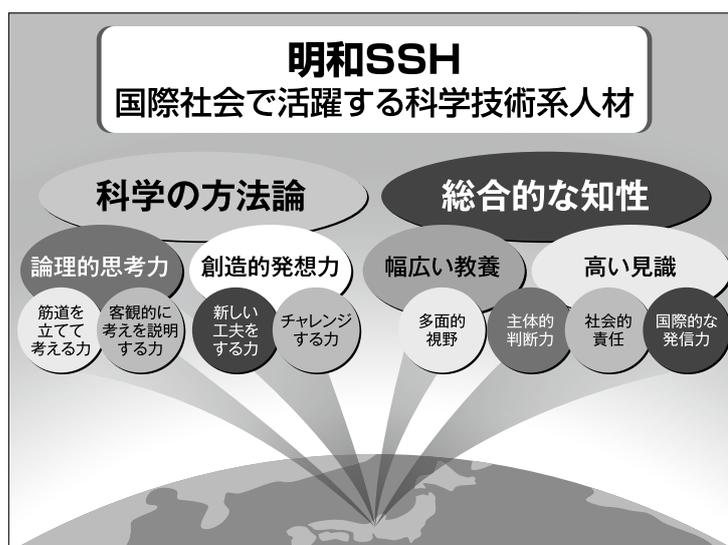 明和SSH
国際社会で活躍する科学技術系人材
科学の方法論
総合的な知性
論理的思考力
創造的発想力
幅広い教養
高い見識
筋道を
立てて
考える力
客観的に
考えを説明
する力
新しい
工夫を
する力
チャレンジ
する力
多面的
視野
主体的
判断力
社会的
責任
国際的な
発信力